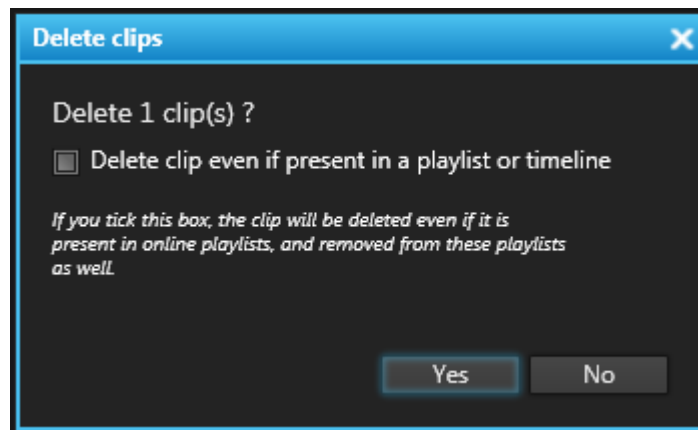 Delete clips
Delete 1 clip(s) ?
Delete clip even if present in a playlist or timeline
If you tick this box, the clip will be deleted even if it is
present in online playlists, and removed from these playlists
as well.
Yes
No